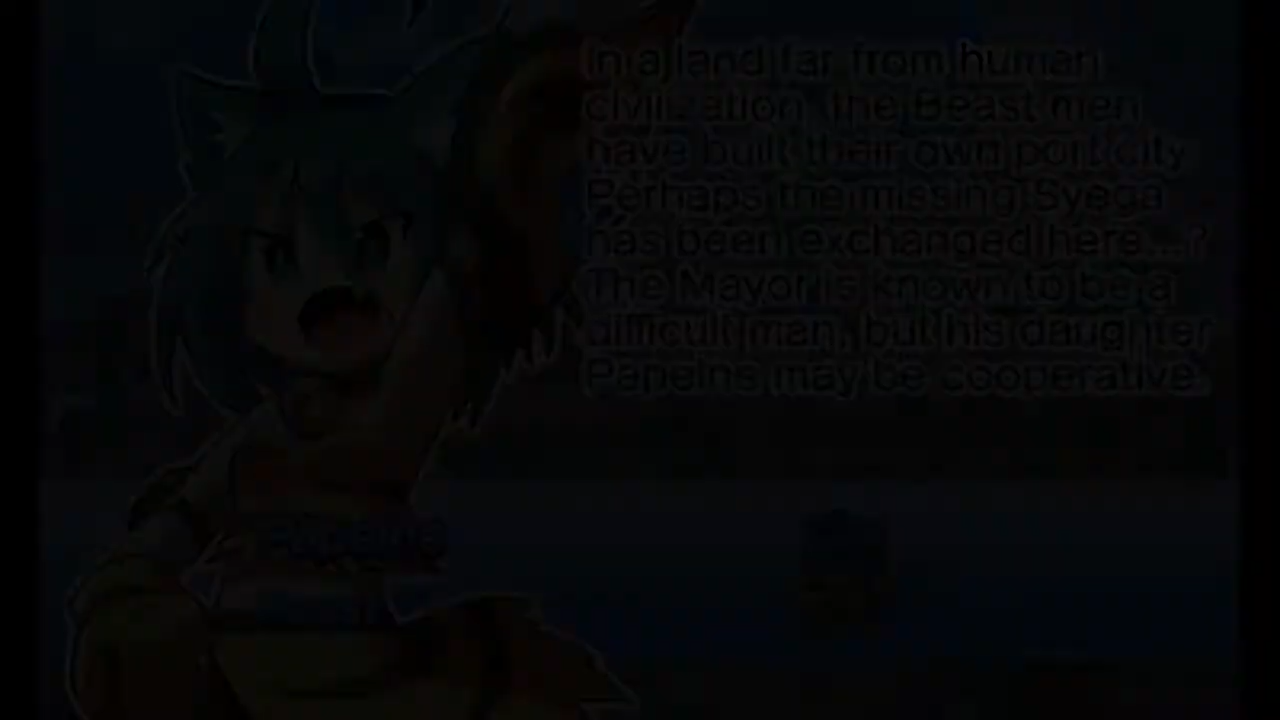 In a land far from human
civilization, the Beast men
have built their own port city.
Perhaps the missing Syega
has been exchanged here...?
The Mayor is known to be a
difficult man, but his daughter
Papeins may be cooperative.
Papeins